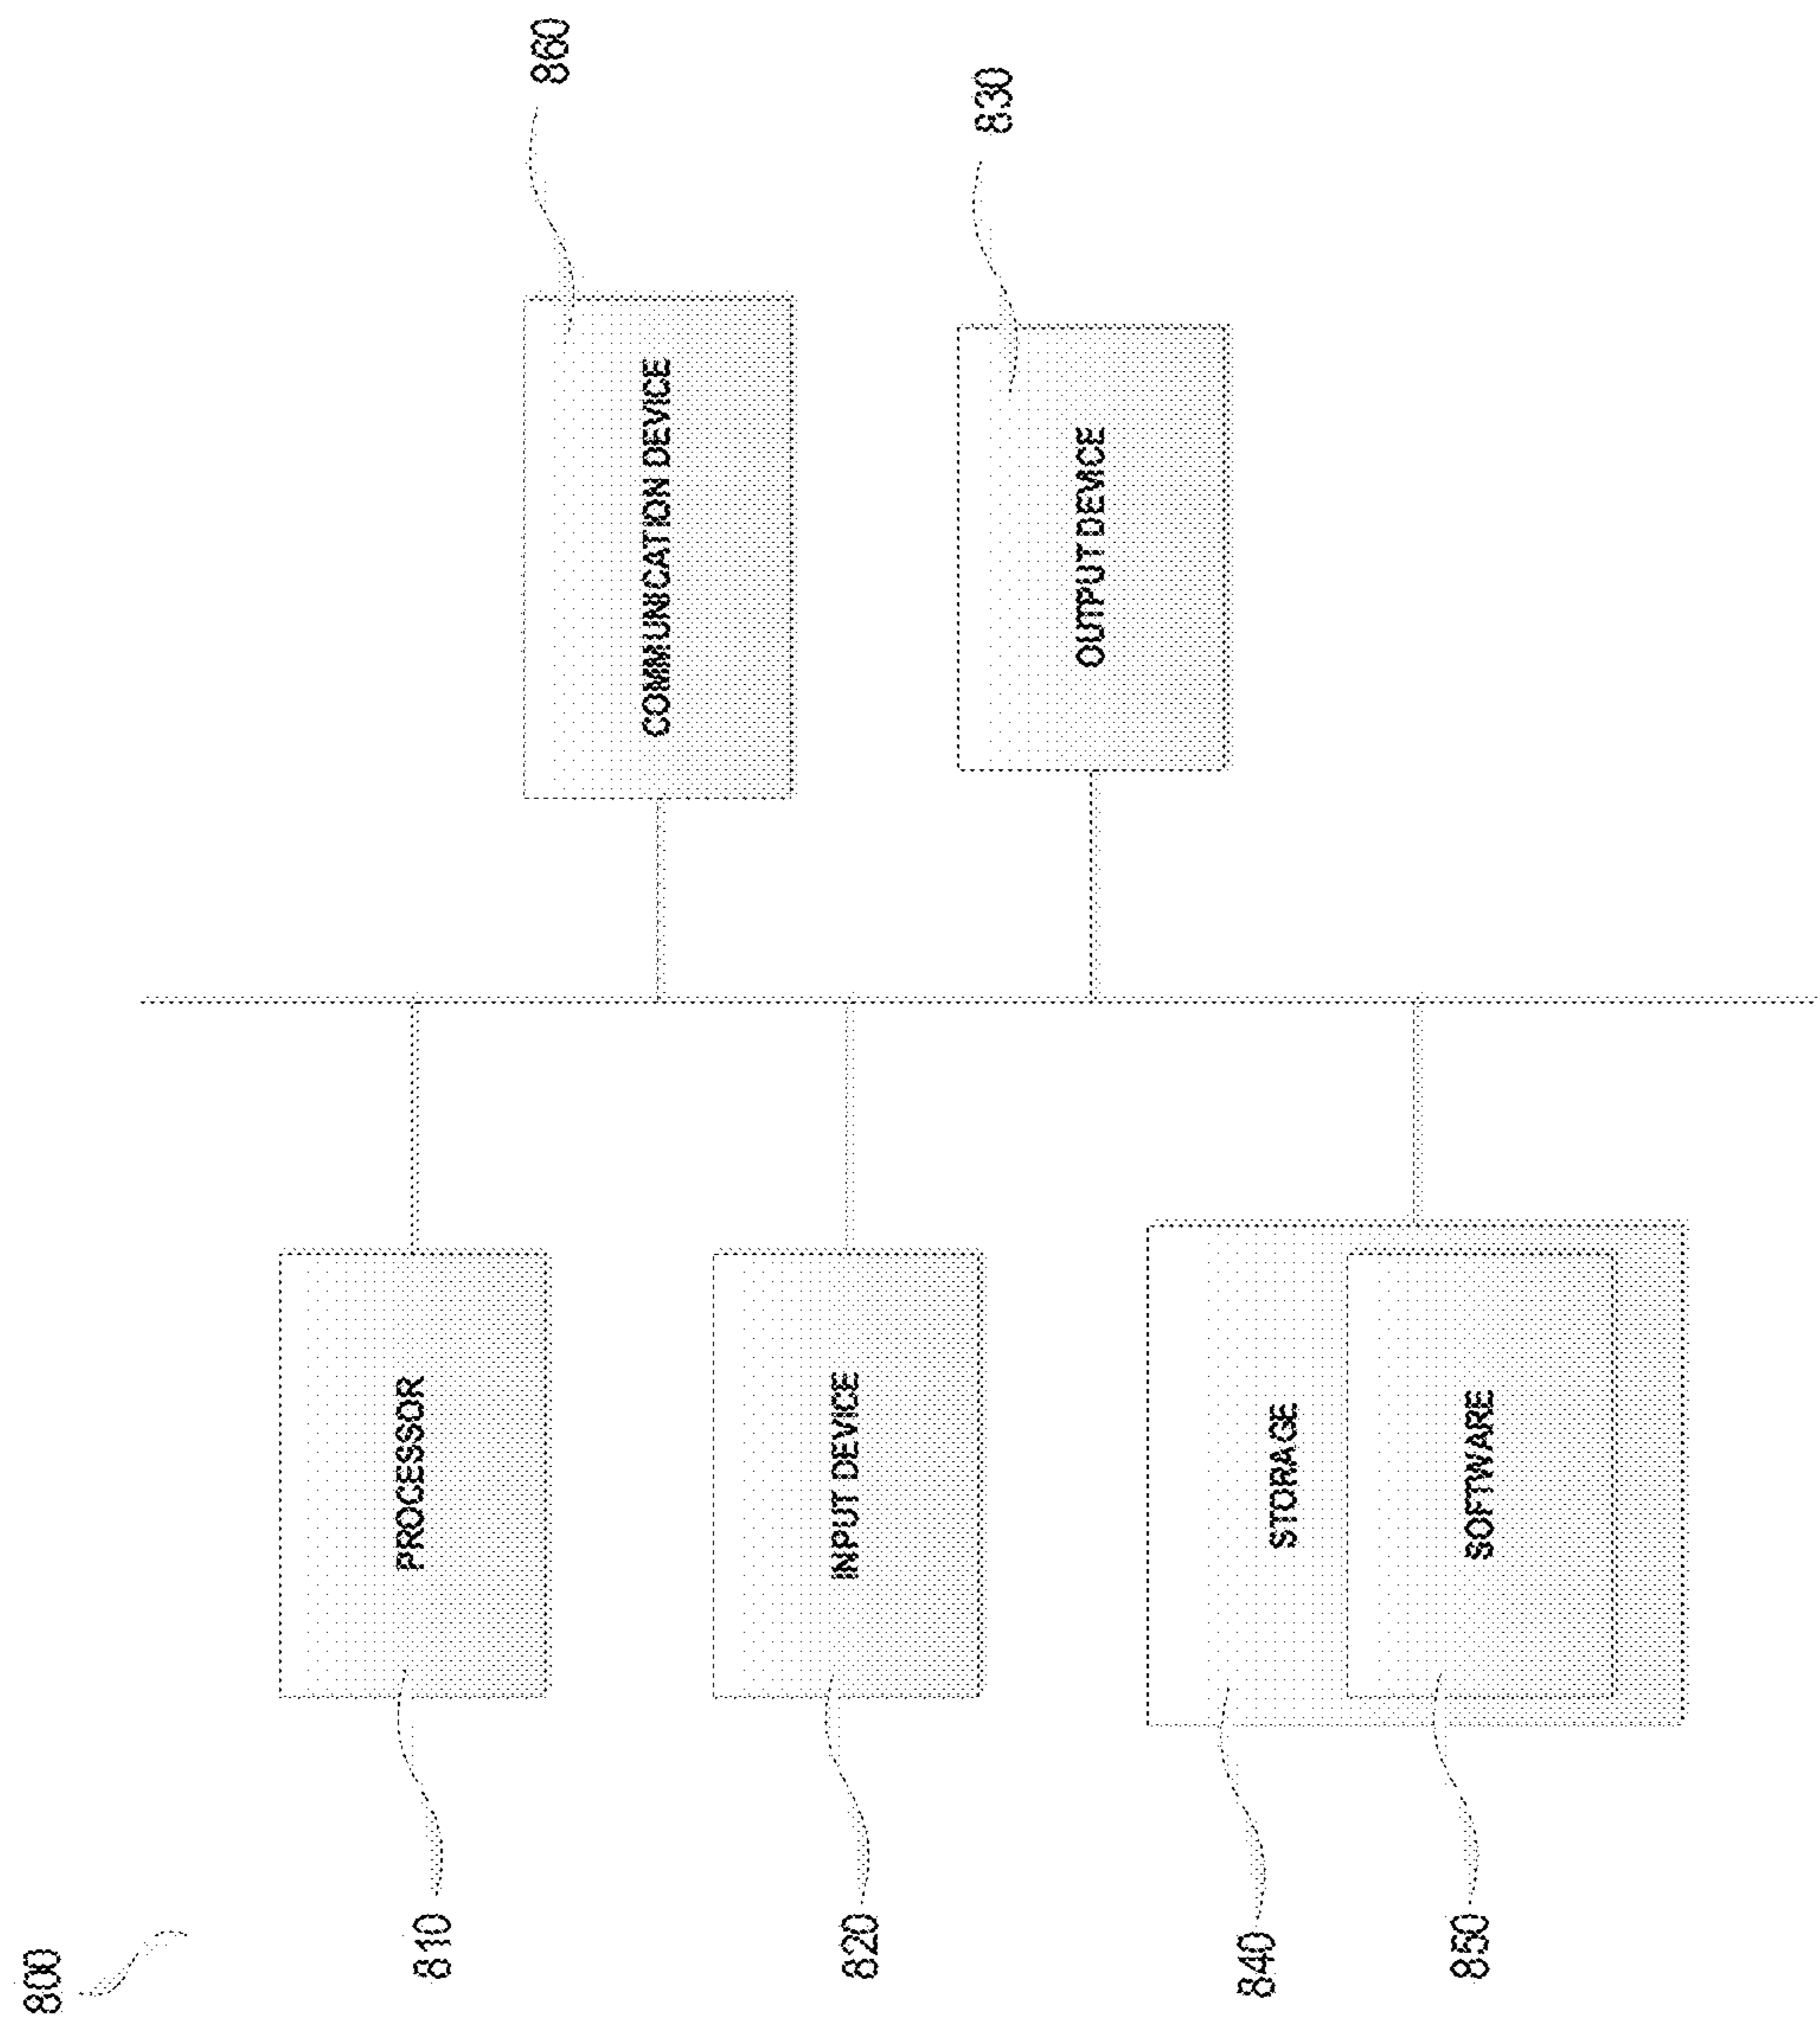 800
810
PROCESSOR
COMMUNICATION DEVICE
860
820
INPUT DEVICE
OUTPUT DEVICE
830
840
STORAGE
850
SOFTWARE